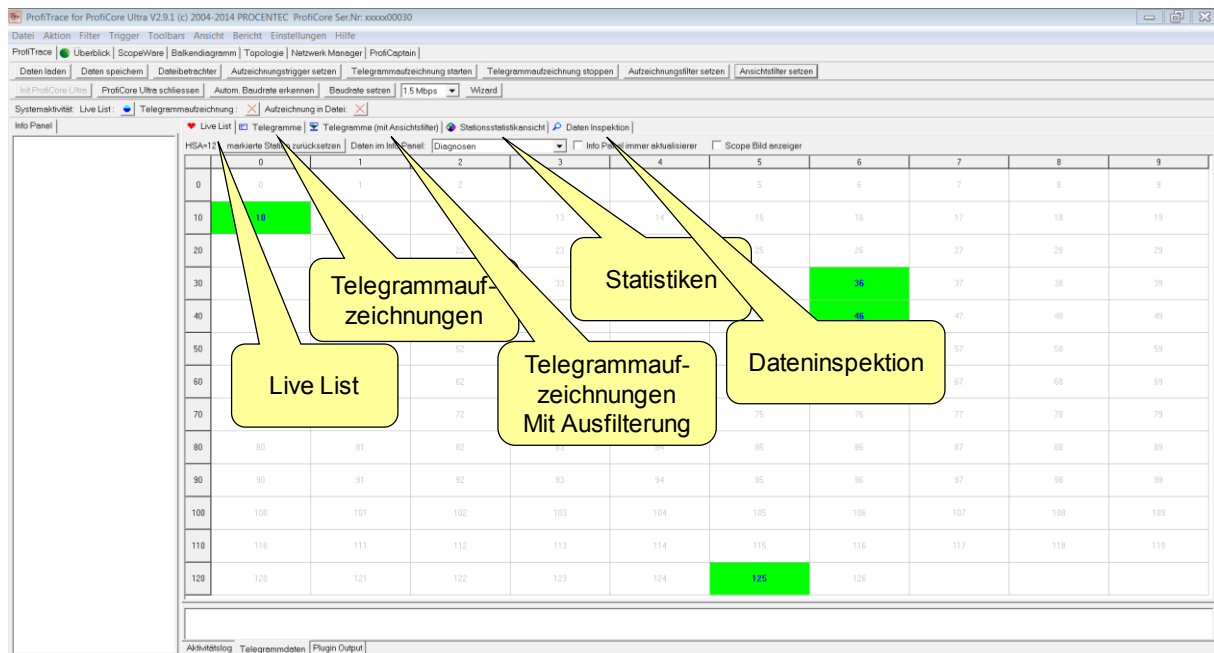 ProfiTrace for ProfiCore Ultra V2.9.1 (c) 2004-2014 PROCENTEC ProfiCore Ser.Nr: xxxxx00030
Datei Aktion Filter Trigger Toolbars Ansicht Bericht Einstellungen Hilfe
ProfiTrace Überblick ScopeWare Balkendiagramm Topologie Netzwerk Manager ProfiCaptain
Daten laden Daten speichern Dateibetrachter Aufzeichnungstrigger setzen Telegrammaufzeichnung starten Telegrammaufzeichnung stoppen Aufzeichnungsfilter setzen Ansichtsfilter setzen
Init ProfiCore Ultra ProfiCore Ultra schliessen Autom. Baudrate erkennen Baudrate setzen 1.5 Mbps Wizard
Systemaktivität: Live List: Telegrammaufzeichnung: Aufzeichnung in Datei:
Info Panel Live List Telegramme Telegramme (mit Ansichtsfilter) Stationsstatistikansicht Daten Inspektion
HSA=12 markierte Station zurücksetzen Daten im Info Panel: Diagnosen Info Panel immer aktualisierer Scope Bild anzeiger
0 1 2 3 4 5 6 7 8 9
0 0 1 2 5 6 7 8 9
10 10 11 13 14 15 16 17 18 19
20 22 23 25 26 27 28 29
30 33 36 37 38 39
40 46 47 48 49
50 52 57 58 59
60 62 67 68 69
70 72 75 76 77 78 79
80 80 81 82 83 84 85 86 87 88 89
90 90 91 92 93 94 95 96 97 98 99
100 100 101 102 103 104 105 106 107 108 109
110 110 111 112 113 114 115 116 117 118 119
120 120 121 122 123 124 125 126
Telegrammauf-
zeichnungen
Statistiken
Live List
Telegrammauf-
zeichnungen
Mit Ausfilterung
Dateninspektion
Aktivitätslog Telegrammdaten Plugin Output